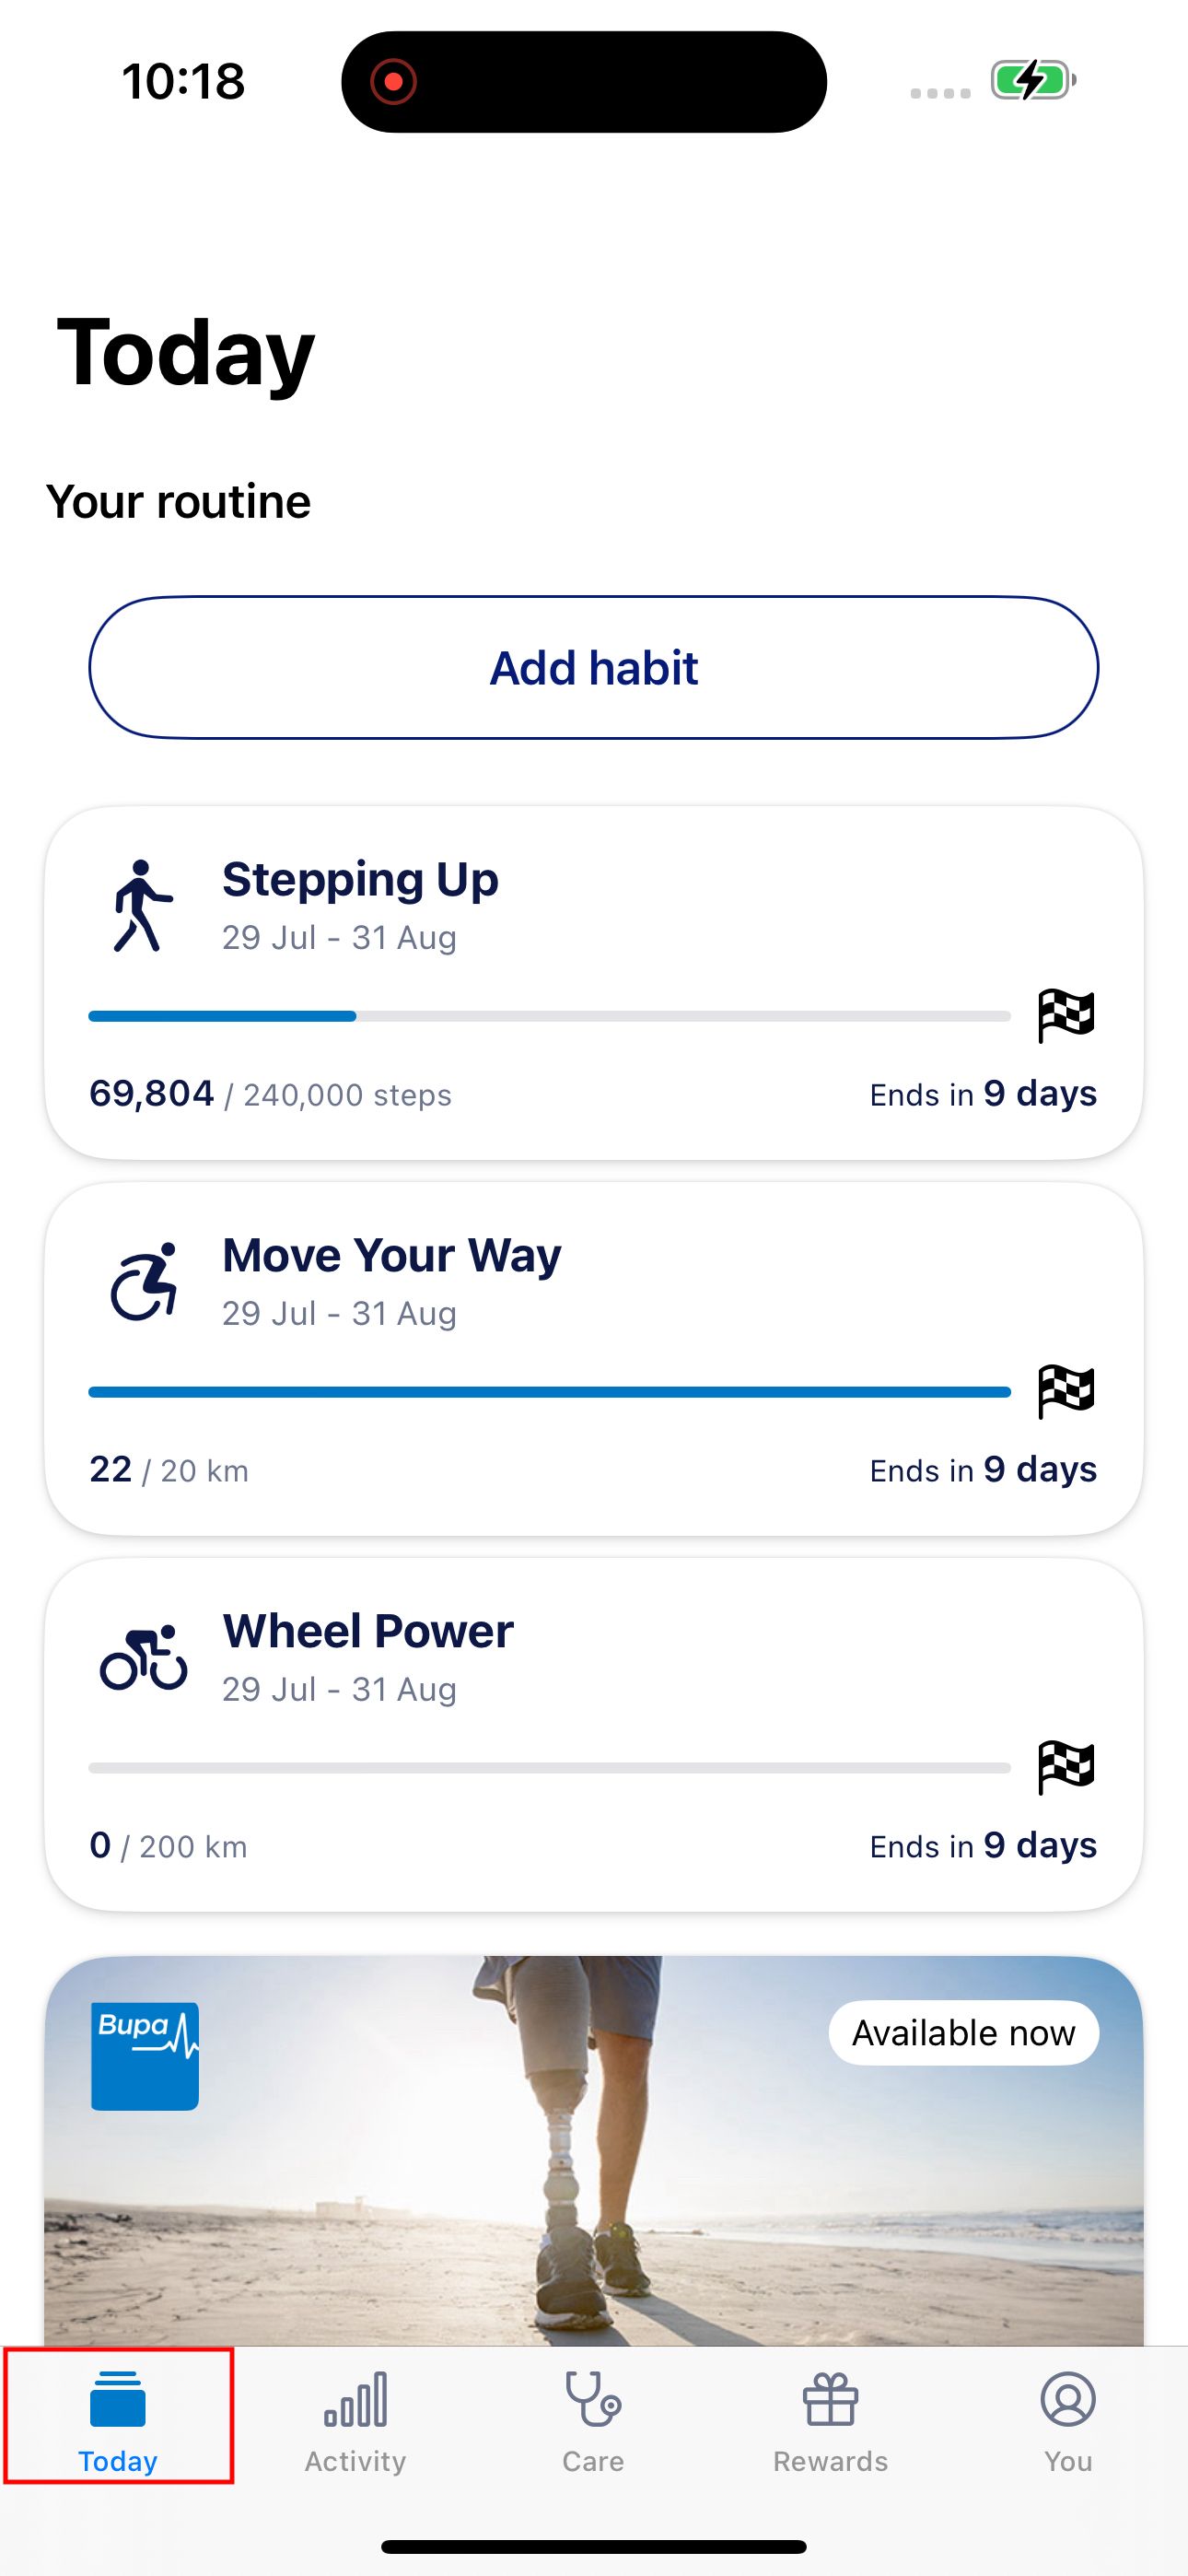 10:18
Today
Your routine
Add habit
Stepping Up
29 Jul - 31 Aug
69,804 / 240,000 steps
Ends in 9 days
Move Your Way
29 Jul - 31 Aug
22 / 20 km
Ends in 9 days
Wheel Power
29 Jul - 31 Aug
0 / 200 km
Ends in 9 days
Bupa
Available now
Today
Activity
Care
Rewards
You